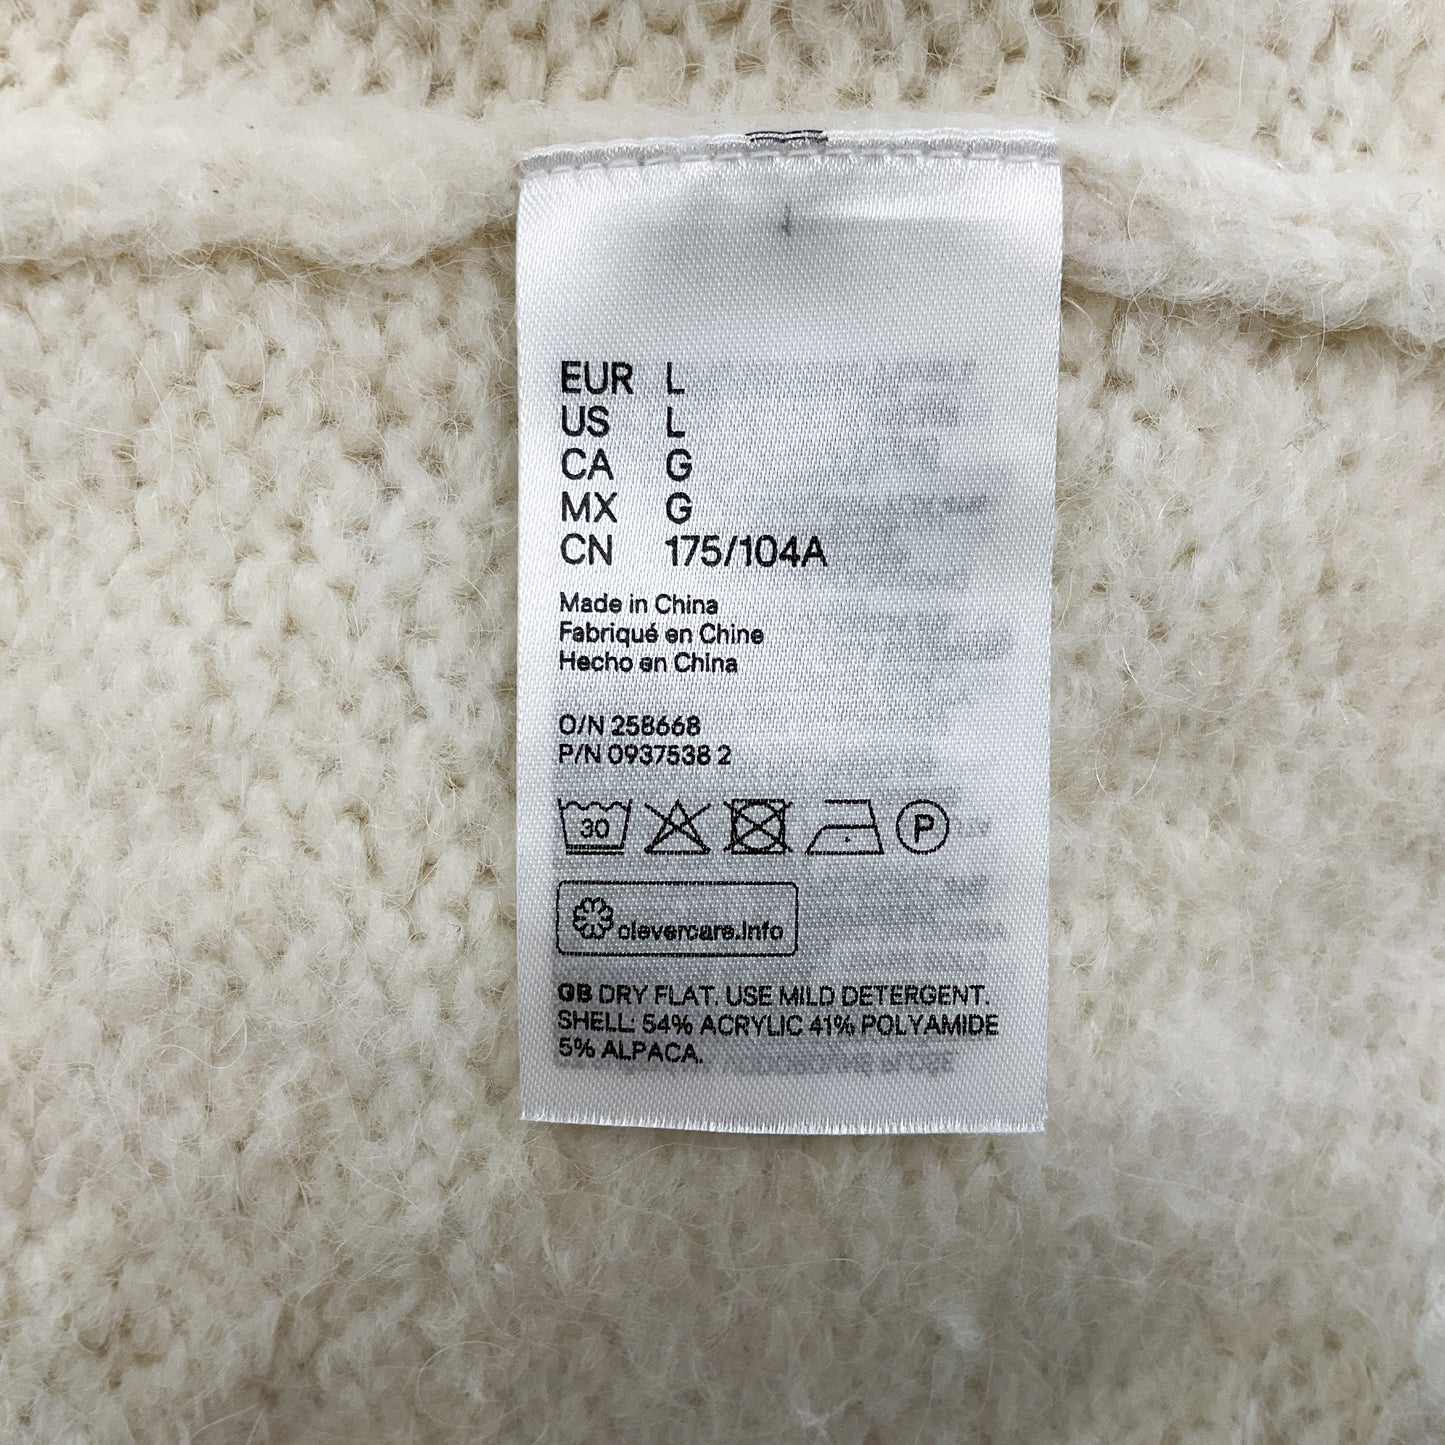 EUR L
US L
CA G
MX G
CN 175/104A
Made in China
Fabriqué en Chine
Hecho en China
O/N 258668
P/N 0937538 2
30 P
clevercare.info
GB DRY FLAT. USE MILD DETERGENT.
SHELL: 54% ACRYLIC 41% POLYAMIDE
5% ALPACA.